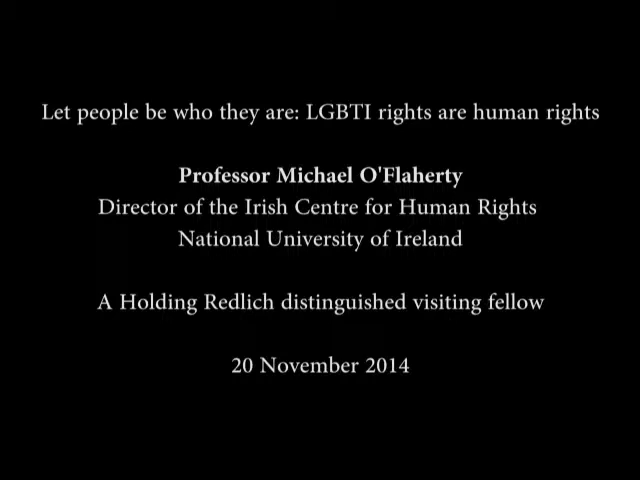 Let people be who they are: LGBTI rights are human rights
Professor Michael O'Flaherty
Director of the Irish Centre for Human Rights
National University of Ireland
A Holding Redlich distinguished visiting fellow
20 November 2014